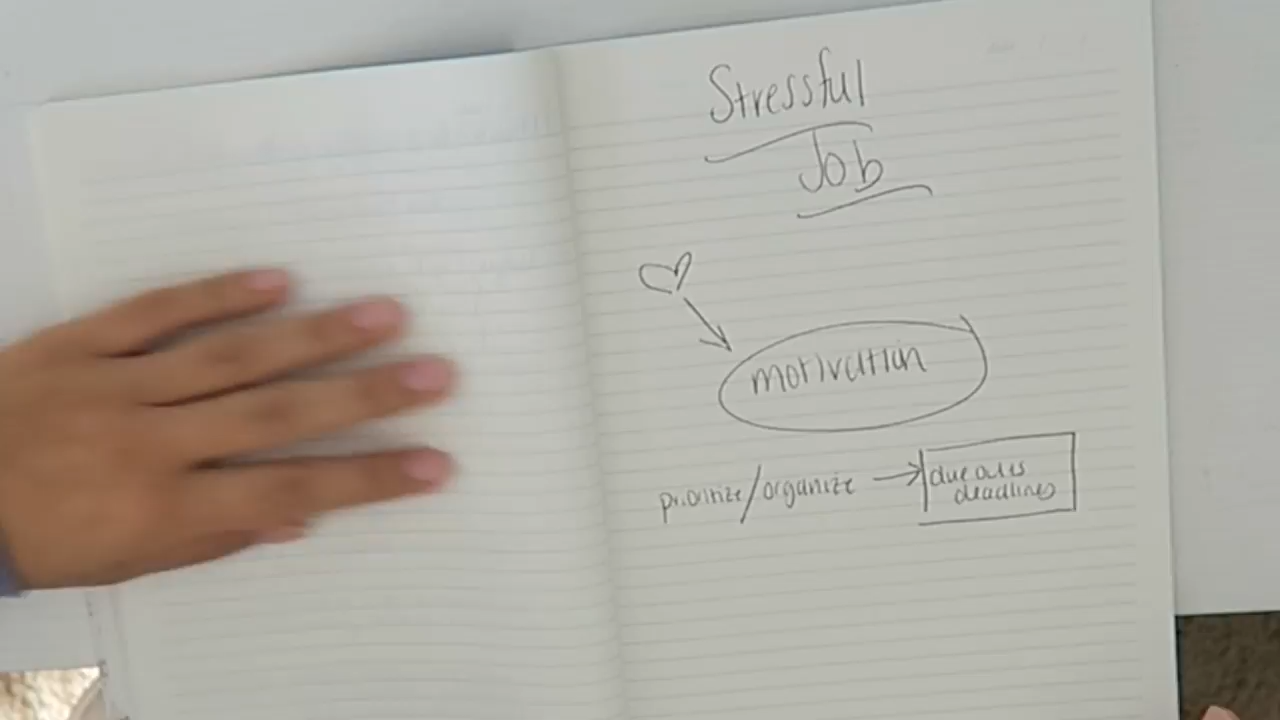 Stressful
Job
motivation
prioritize/organize → due dates
deadlines